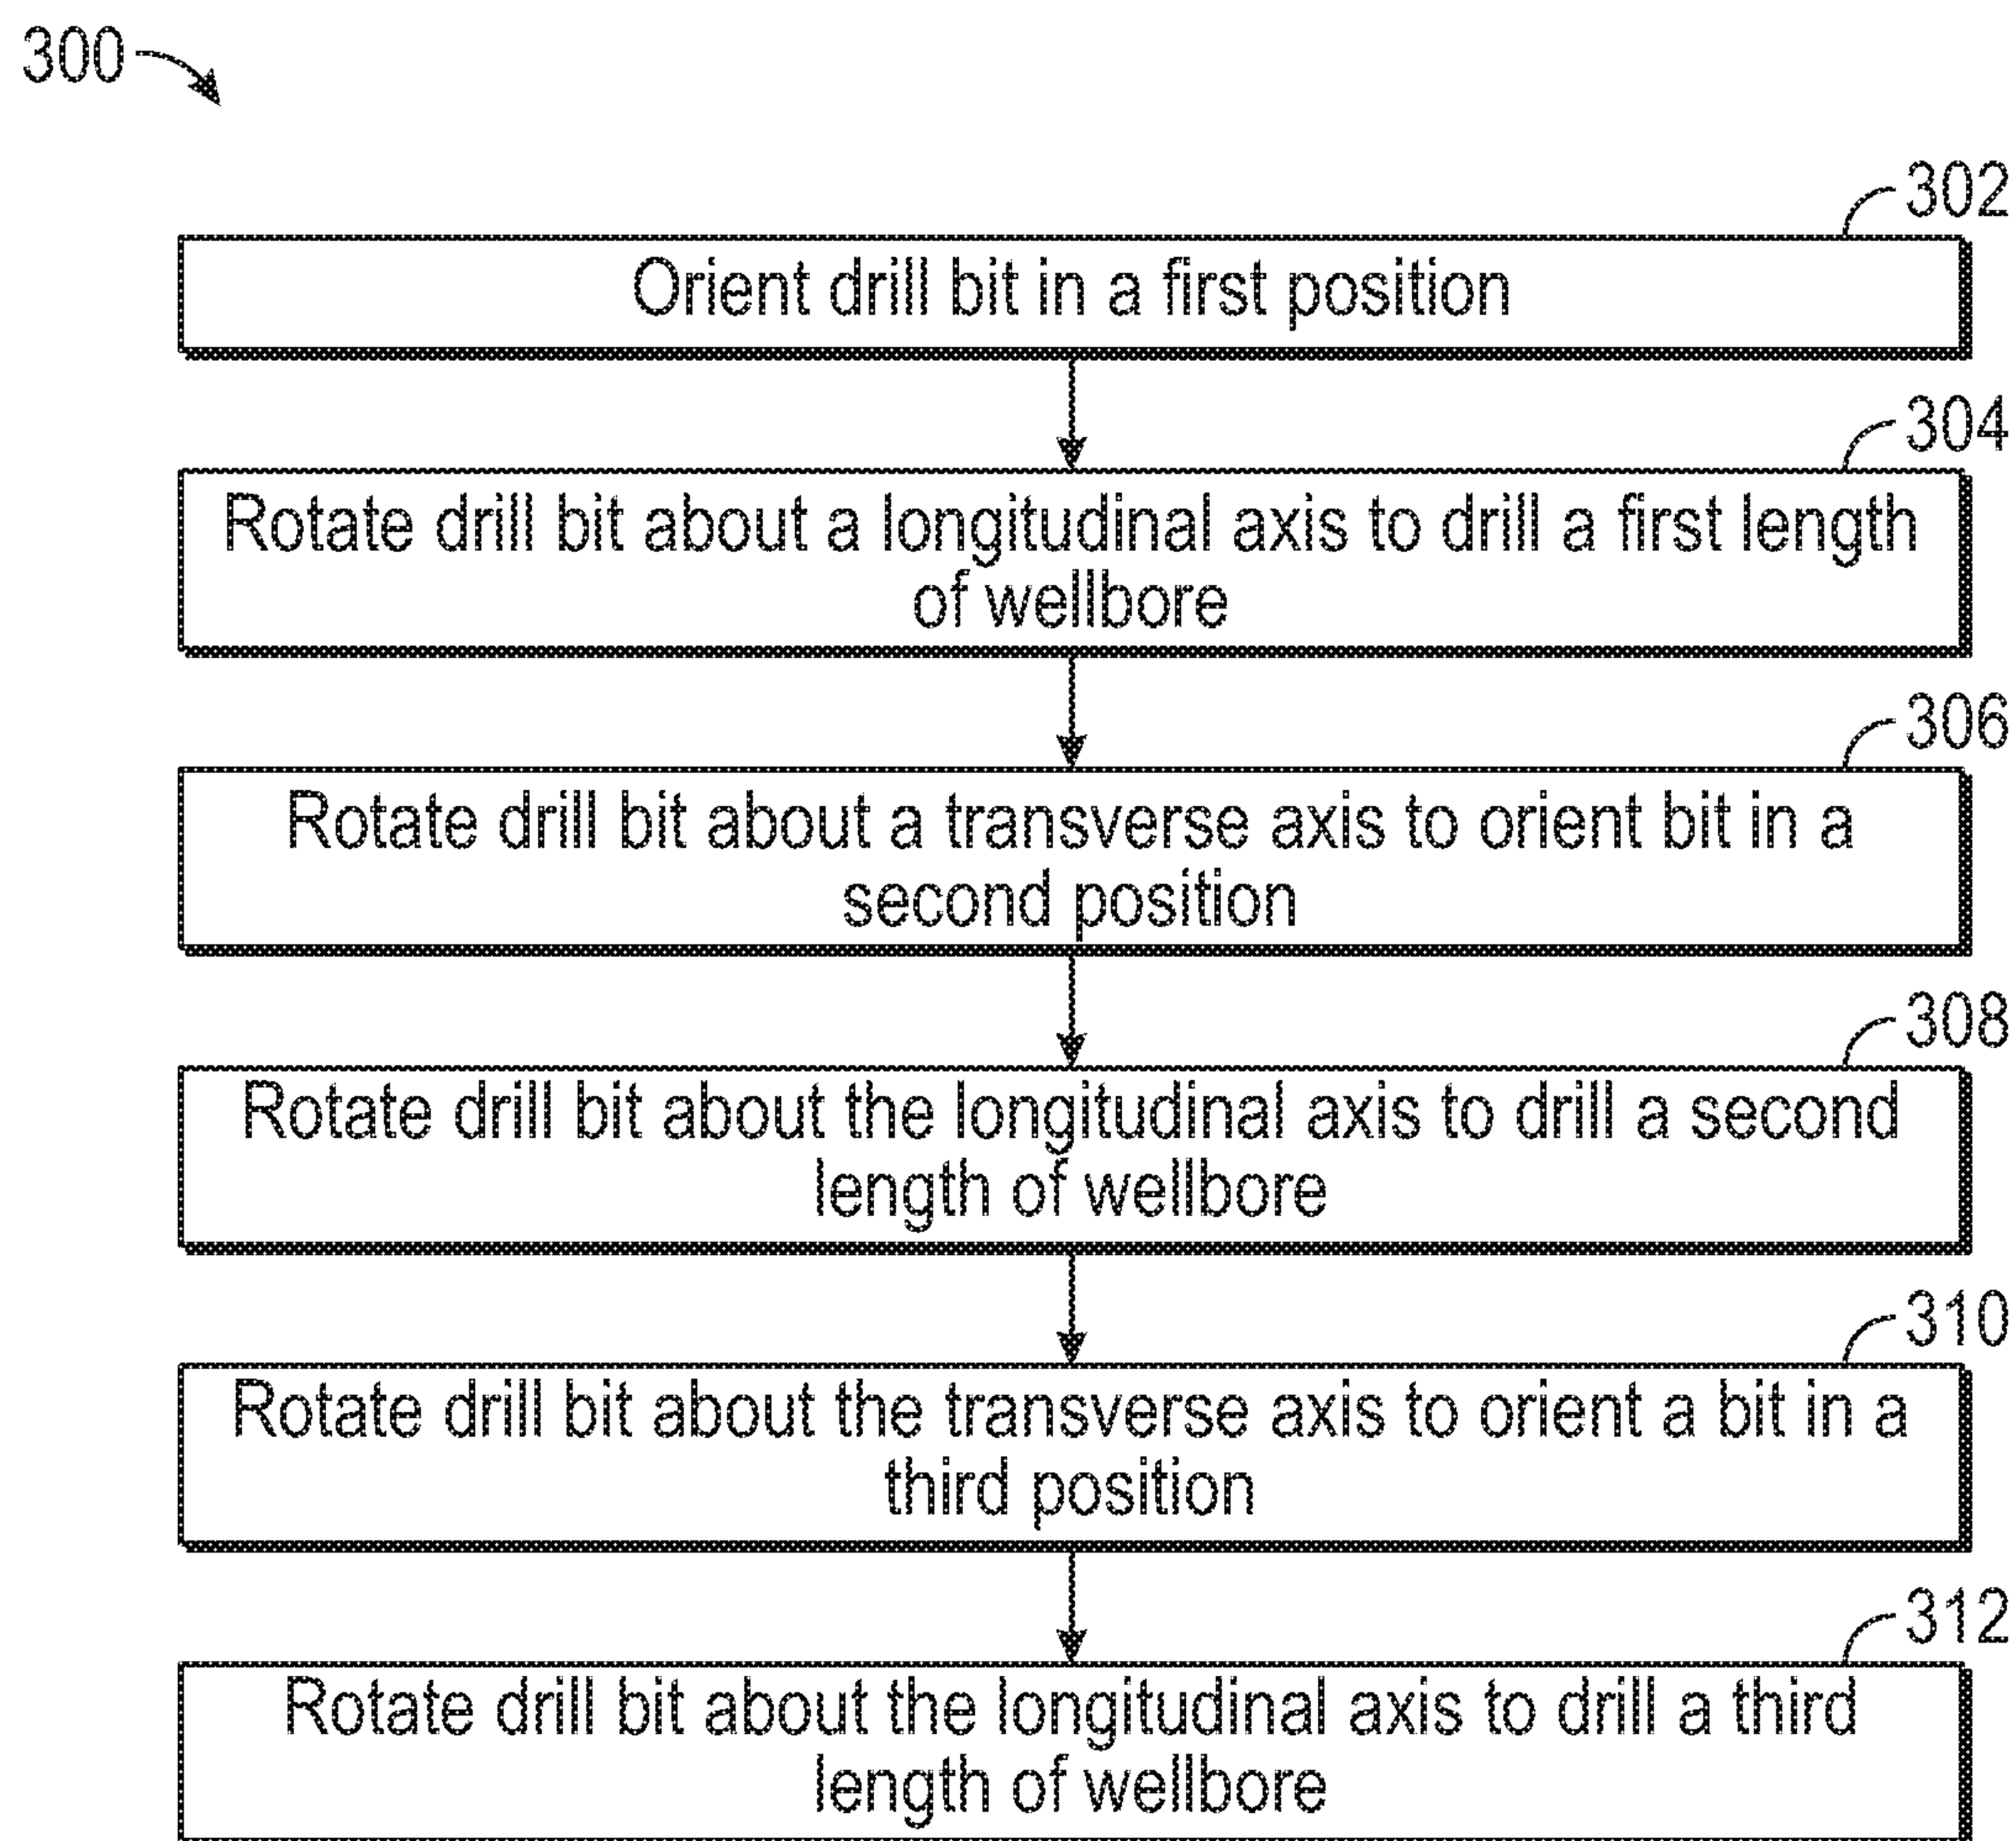 300
302
Orient drill bit in a first position
304
Rotate drill bit about a longitudinal axis to drill a first length
of wellbore
306
Rotate drill bit about a transverse axis to orient bit in a
second position
308
Rotate drill bit about the longitudinal axis to drill a second
length of wellbore
310
Rotate drill bit about the transverse axis to orient a bit in a
third position
312
Rotate drill bit about the longitudinal axis to drill a third
length of wellbore